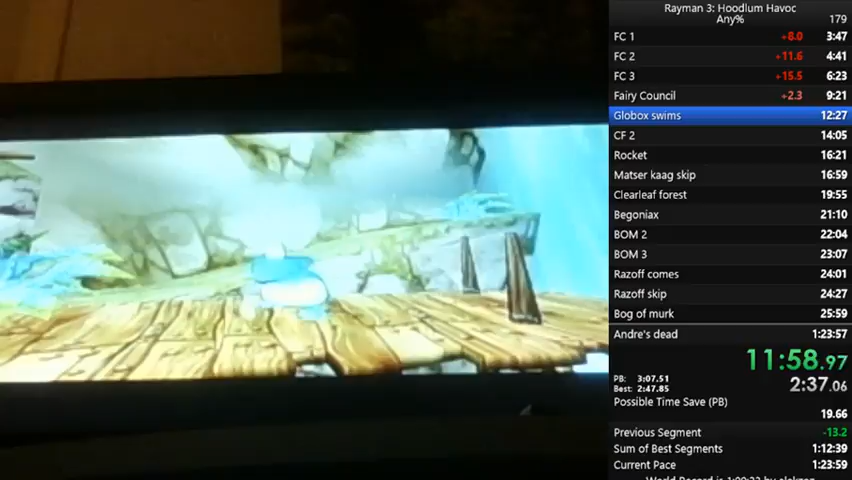 Rayman 3: Hoodlum Havoc
Any% 179
FC 1 +8.0 3:47
FC 2 +11.6 4:41
FC 3 +15.5 6:23
Fairy Council +2.3 9:21
Globox swims 12:27
CF 2 14:05
Rocket 16:21
Matser kaag skip 16:59
Clearleaf forest 19:55
Begoniax 21:10
BOM 2 22:04
BOM 3 23:07
Razoff comes 24:01
Razoff skip 24:27
Bog of murk 25:59
Andre's dead 1:23:57
11:58.97
PB: 3:07.51
Best: 2:47.85
2:37.06
Possible Time Save (PB)
19.66
Previous Segment -13.2
Sum of Best Segments 1:12:39
Current Pace 1:23:59
World Record is